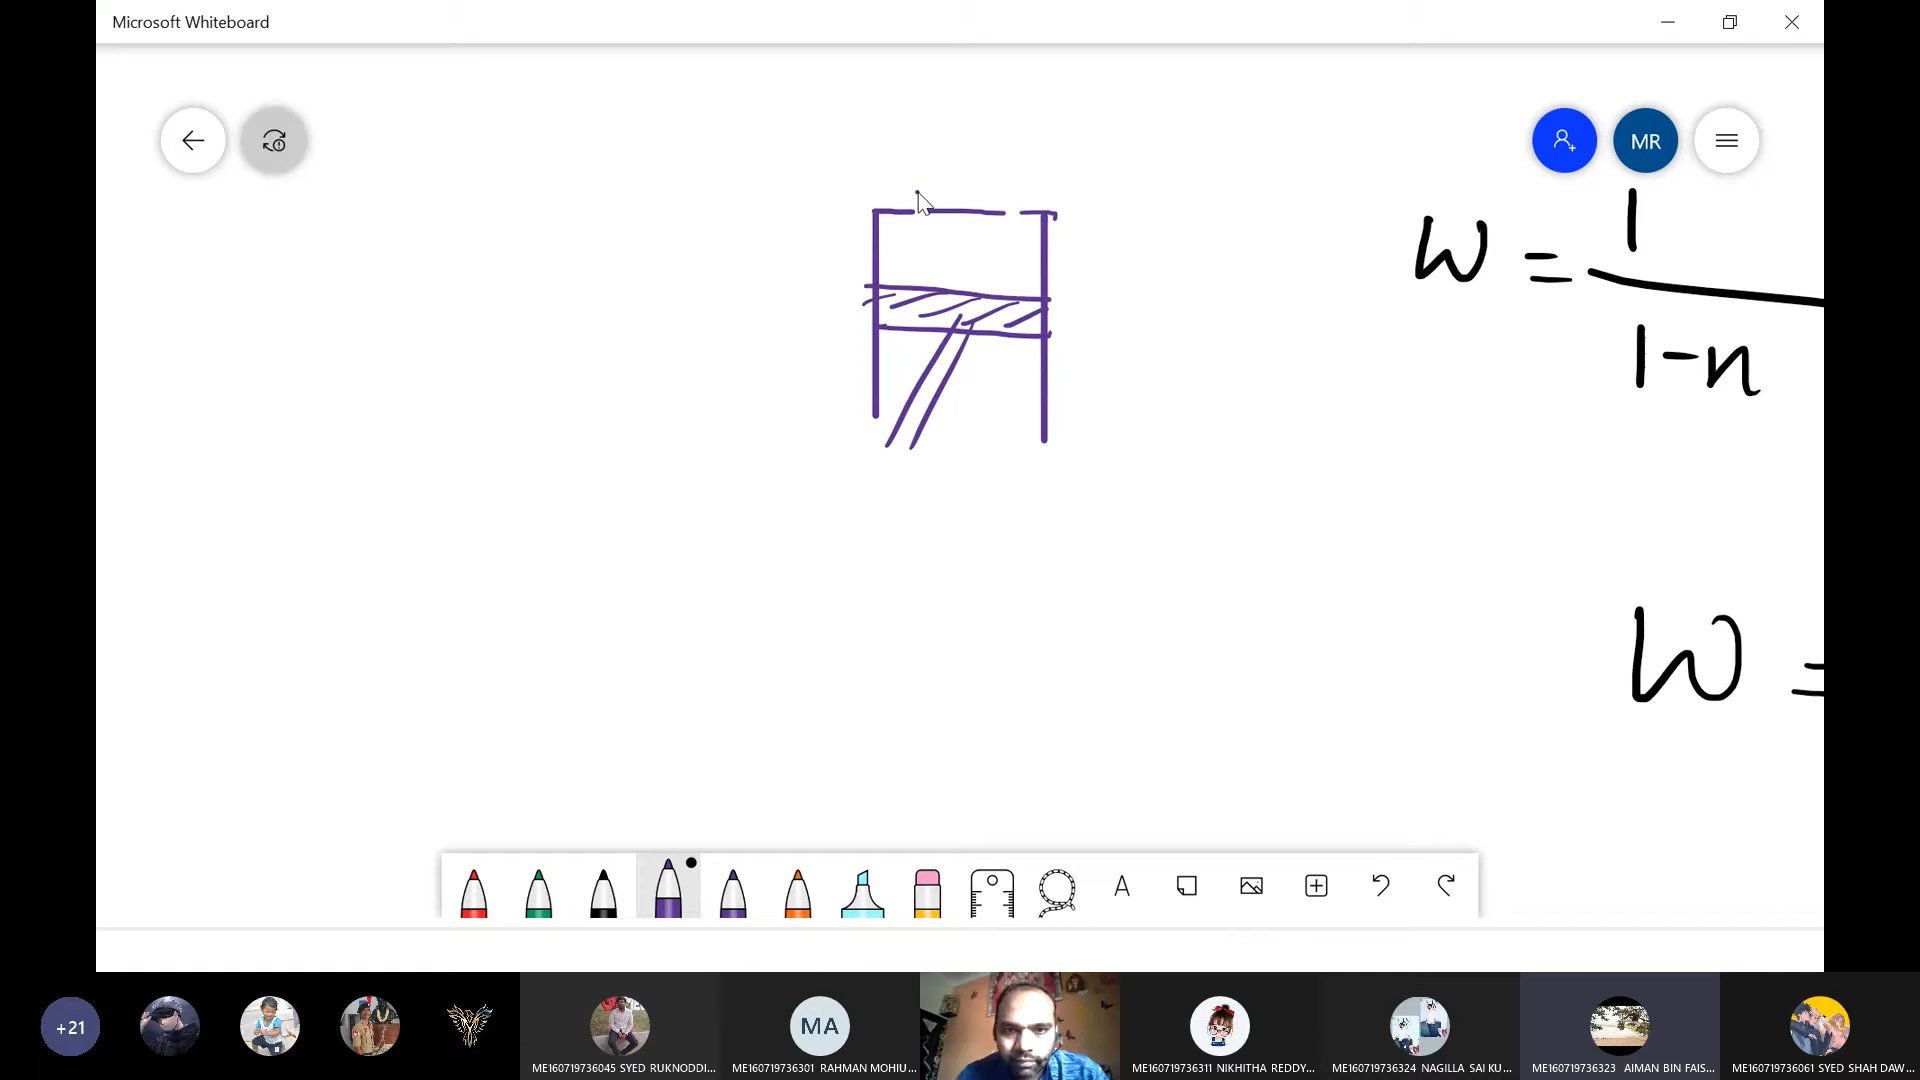 Microsoft Whiteboard
MR
W = 1
1-n
W =
A
+21
MA
ME160719736045 SYED RUKNODDI...
ME160719736301 RAHMAN MOHIU...
ME160719736311 NIKHITHA REDDY...
ME160719736324 NAGILLA SAI KU...
ME160719736323 AIMAN BIN FAIS...
ME160719736061 SYED SHAH DAW...